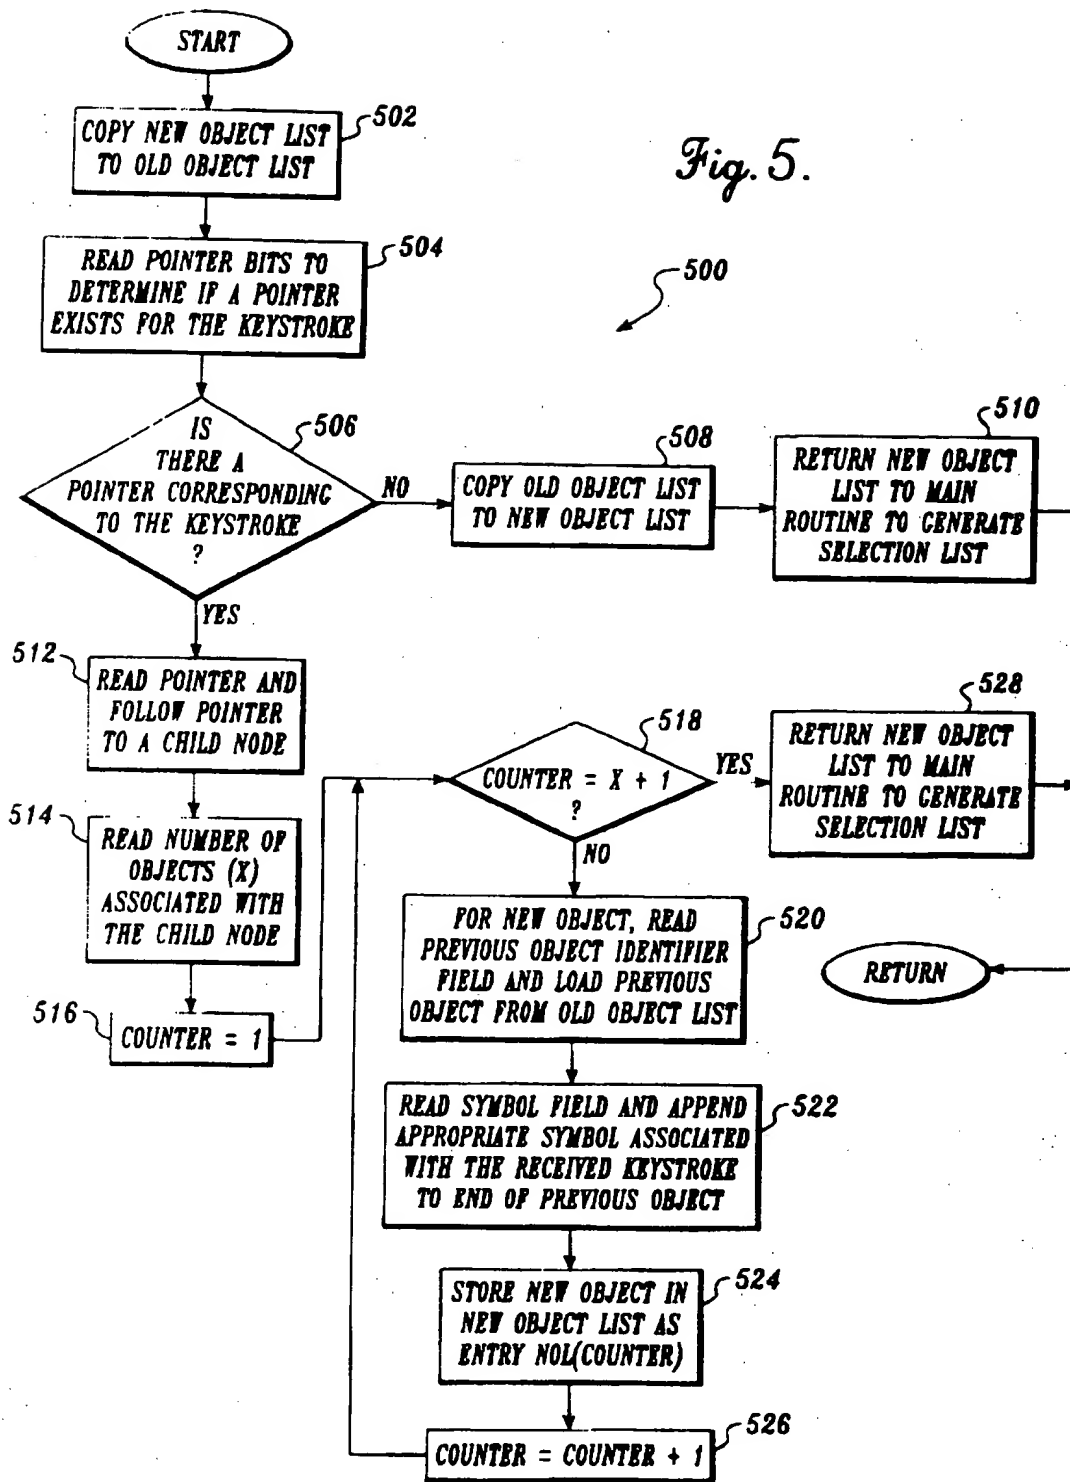 START
502
COPY NEW OBJECT LIST
TO OLD OBJECT LIST
Fig. 5.
504
READ POINTER BITS TO
DETERMINE IF A POINTER
EXISTS FOR THE KEYSTROKE
500
506
IS
THERE A
POINTER CORRESPONDING
TO THE KEYSTROKE
?
NO
508
COPY OLD OBJECT LIST
TO NEW OBJECT LIST
510
RETURN NEW OBJECT
LIST TO MAIN
ROUTINE TO GENERATE
SELECTION LIST
YES
512
READ POINTER AND
FOLLOW POINTER
TO A CHILD NODE
514
READ NUMBER OF
OBJECTS (X)
ASSOCIATED WITH
THE CHILD NODE
516
COUNTER = 1
518
COUNTER = X + 1
?
YES
528
RETURN NEW OBJECT
LIST TO MAIN
ROUTINE TO GENERATE
SELECTION LIST
NO
520
FOR NEW OBJECT, READ
PREVIOUS OBJECT IDENTIFIER
FIELD AND LOAD PREVIOUS
OBJECT FROM OLD OBJECT LIST
RETURN
522
READ SYMBOL FIELD AND APPEND
APPROPRIATE SYMBOL ASSOCIATED
WITH THE RECEIVED KEYSTROKE
TO END OF PREVIOUS OBJECT
524
STORE NEW OBJECT IN
NEW OBJECT LIST AS
ENTRY NOL(COUNTER)
526
COUNTER = COUNTER + 1